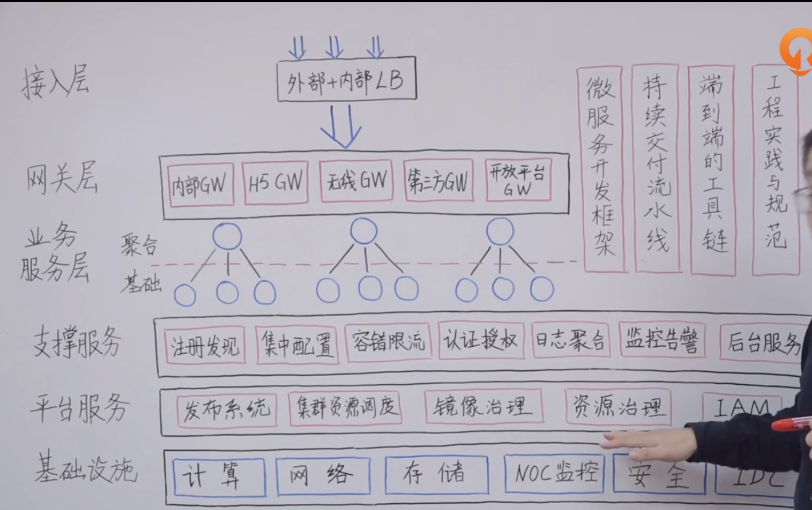 接入层
外部+内部LB
网关层
内部GW
H5 GW
无线GW
第三方GW
开放平台
GW
业务
服务层
聚合
基础
微服务开发框架
持续交付流水线
端到端的工具链
工程实践与规范
支撑服务
注册发现
集中配置
容错限流
认证授权
日志聚合
监控告警
后台服务
平台服务
发布系统
集群资源调度
镜像治理
资源治理
IAM
基础设施
计算
网络
存储
NOC监控
安全
IDC